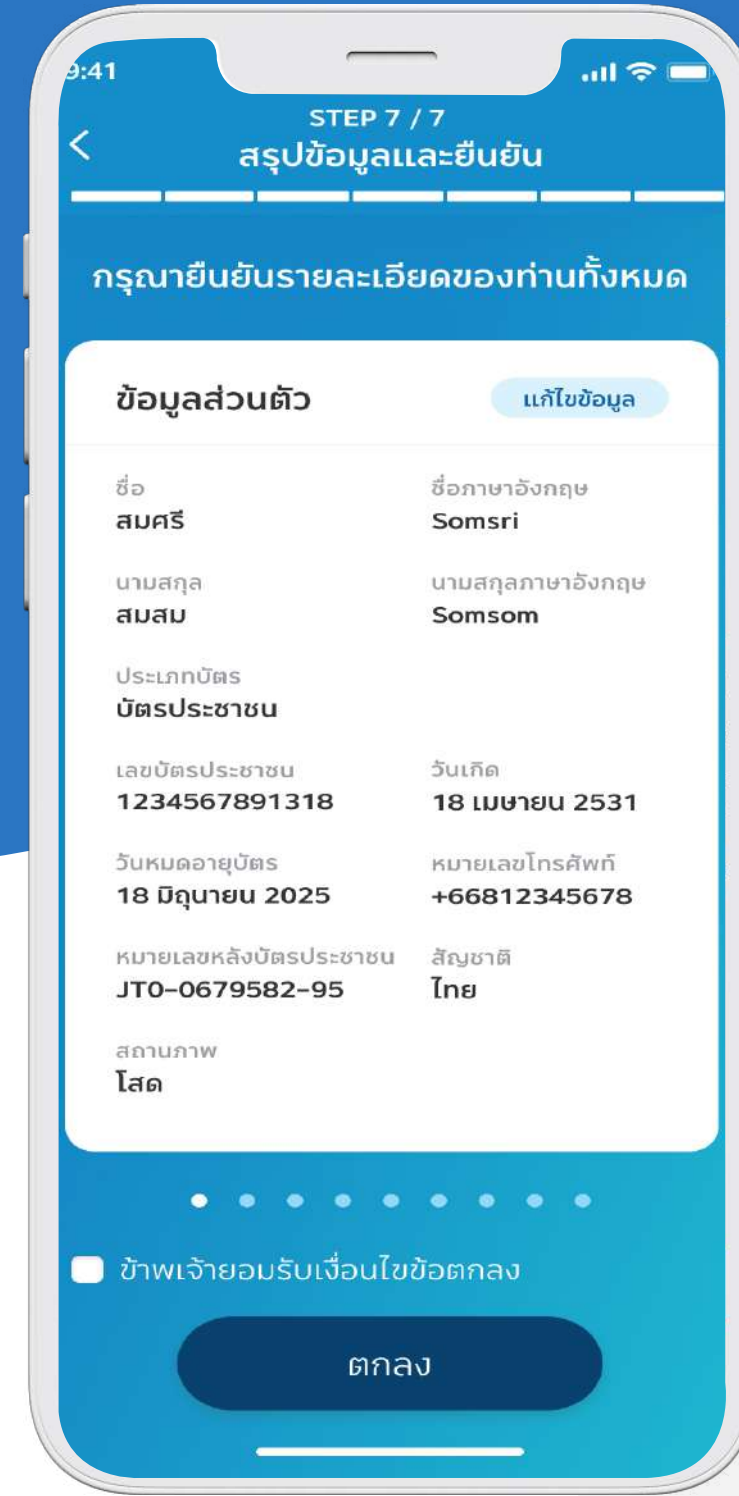 9:41
STEP 7 / 7
สรุปข้อมูลและยืนยัน
กรุณายืนยันรายละเอียดของท่านทั้งหมด
ข้อมูลส่วนตัว
แก้ไขข้อมูล
ชื่อ
สมศรี
ชื่อภาษาอังกฤษ
Somsri
นามสกุล
สมสม
นามสกุลภาษาอังกฤษ
Somsom
ประเภทบัตร
บัตรประชาชน
เลขบัตรประชาชน
1234567891318
วันเกิด
18 เมษายน 2531
วันหมดอายุบัตร
18 มิถุนายน 2025
หมายเลขโทรศัพท์
+66812345678
หมายเลขหลังบัตรประชาชน
JT0-0679582-95
สัญชาติ
ไทย
สถานภาพ
โสด
ข้าพเจ้ายอมรับเงื่อนไขข้อตกลง
ตกลง